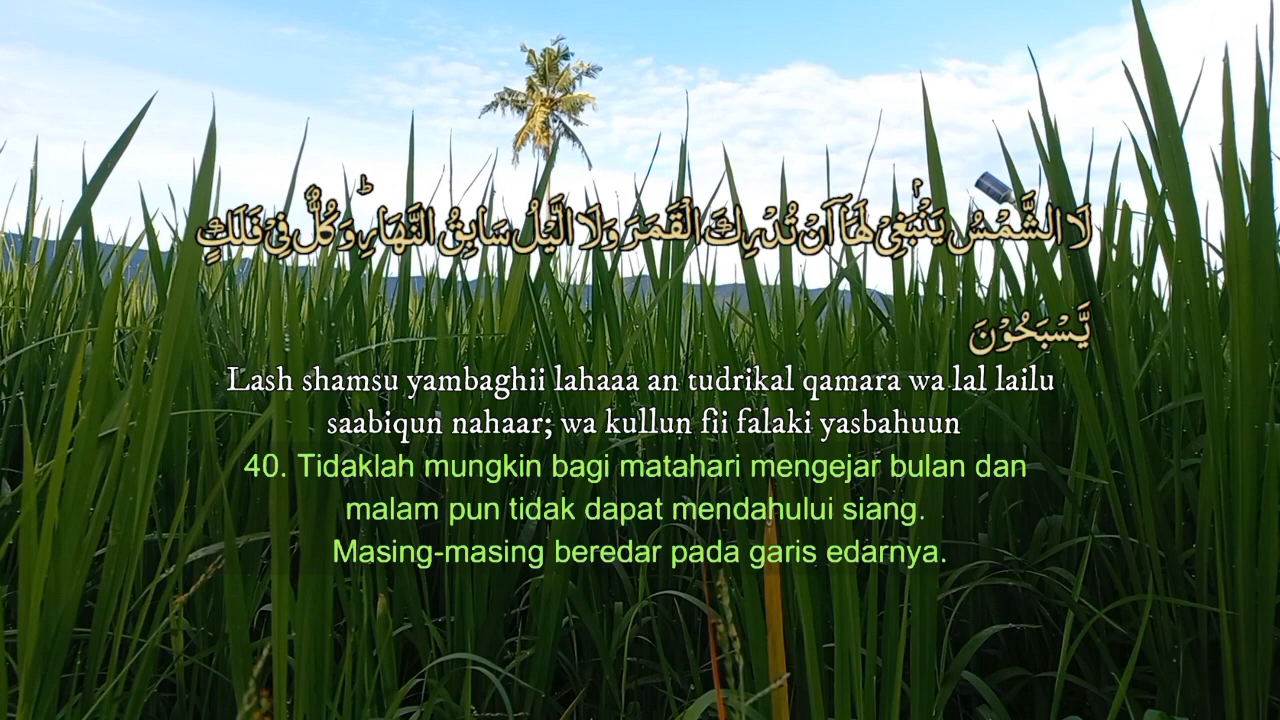 لَا الشَّمْسُ يَنْۢبَغِيْ لَهَآ اَنْ تُدْرِكَ الْقَمَرَ وَلَا الَّيْلُ سَابِقُ النَّهَارِ ۗ وَكُلٌّ فِيْ فَلَكٍ
يَّسْبَحُوْنَ
Lash shamsu yambaghii lahaaa an tudrikal qamara wa lal lailu
saabiqun nahaar; wa kullun fii falaki yasbahuun
40. Tidaklah mungkin bagi matahari mengejar bulan dan
malam pun tidak dapat mendahului siang.
Masing-masing beredar pada garis edarnya.